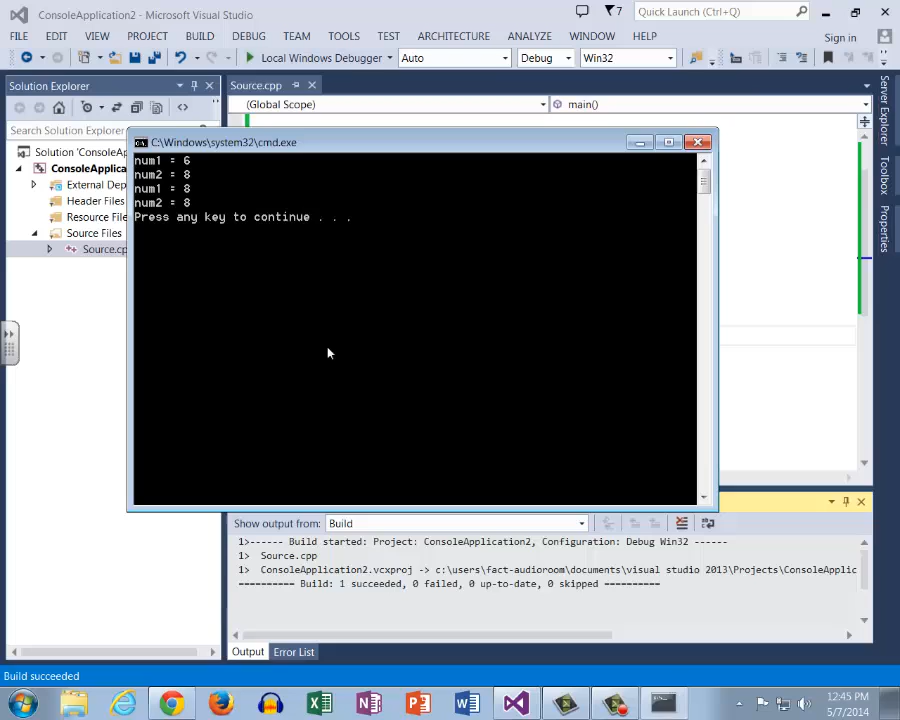 ConsoleApplication2 - Microsoft Visual Studio
7
Quick Launch (Ctrl+Q)
FILE EDIT VIEW PROJECT BUILD DEBUG TEAM TOOLS TEST ARCHITECTURE ANALYZE WINDOW HELP
Sign in
Local Windows Debugger
Auto
Debug
Win32
Solution Explorer
Source.cpp
(Global Scope)
main()
Search Solution Explorer
Solution 'ConsoleAp
ConsoleApplica
External Dep
Header Files
Resource File
Source Files
Source.cp
Server Explorer
Toolbox
Properties
C:\Windows\system32\cmd.exe
num1 = 6
num2 = 8
num1 = 8
num2 = 8
Press any key to continue . . .
Show output from:
Build
1>------ Build started: Project: ConsoleApplication2, Configuration: Debug Win32 ------
1> Source.cpp
1> ConsoleApplication2.vcxproj -> c:\users\fact-audioroom\documents\visual studio 2013\Projects\ConsoleApplic
========== Build: 1 succeeded, 0 failed, 0 up-to-date, 0 skipped ==========
Output
Error List
Build succeeded
12:45 PM
5/7/2014